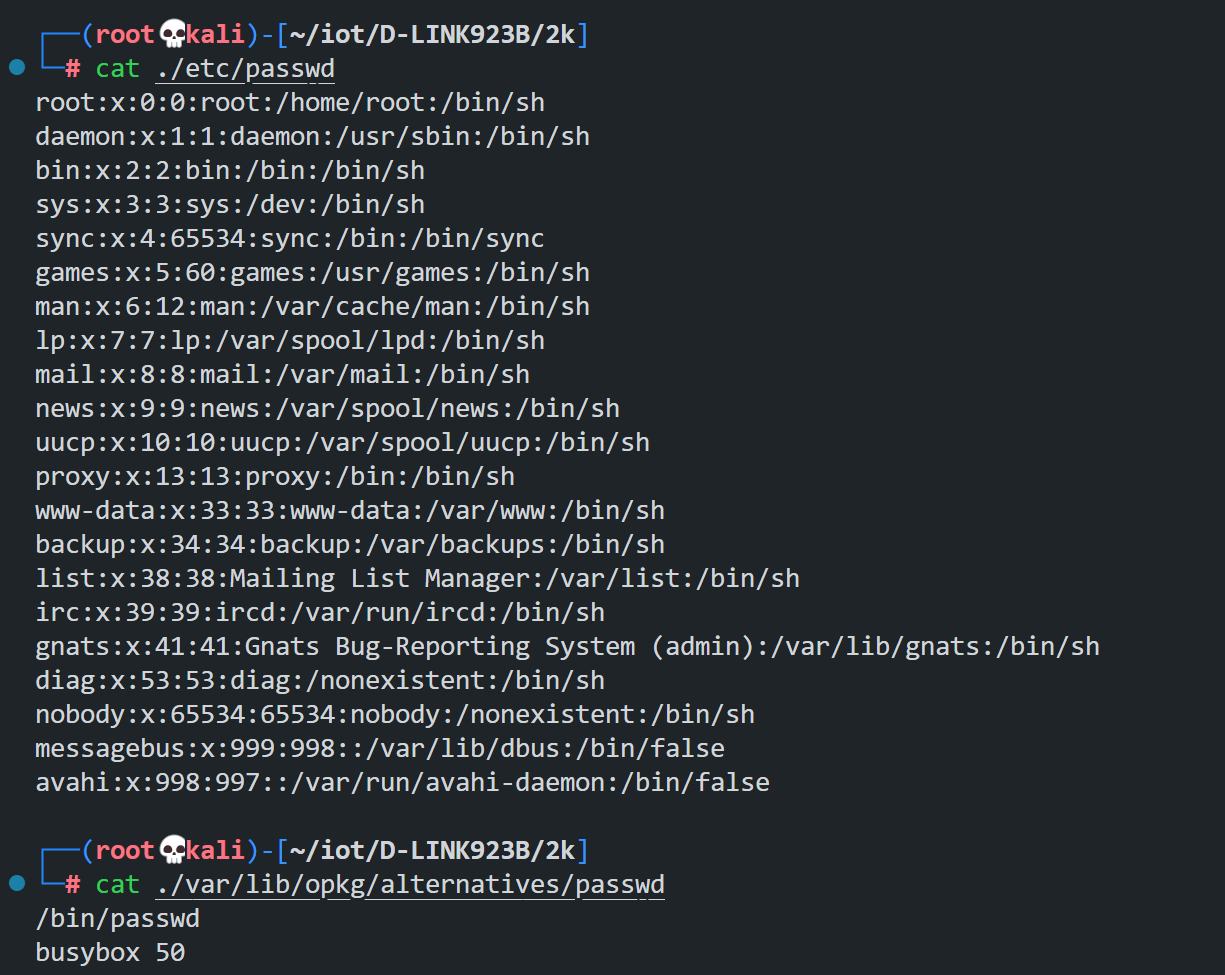 (root💀kali)-[~/iot/D-LINK923B/2k]
# cat ./etc/passwd
root:x:0:0:root:/home/root:/bin/sh
daemon:x:1:1:daemon:/usr/sbin:/bin/sh
bin:x:2:2:bin:/bin:/bin/sh
sys:x:3:3:sys:/dev:/bin/sh
sync:x:4:65534:sync:/bin:/bin/sync
games:x:5:60:games:/usr/games:/bin/sh
man:x:6:12:man:/var/cache/man:/bin/sh
lp:x:7:7:lp:/var/spool/lpd:/bin/sh
mail:x:8:8:mail:/var/mail:/bin/sh
news:x:9:9:news:/var/spool/news:/bin/sh
uucp:x:10:10:uucp:/var/spool/uucp:/bin/sh
proxy:x:13:13:proxy:/bin:/bin/sh
www-data:x:33:33:www-data:/var/www:/bin/sh
backup:x:34:34:backup:/var/backups:/bin/sh
list:x:38:38:Mailing List Manager:/var/list:/bin/sh
irc:x:39:39:ircd:/var/run/ircd:/bin/sh
gnats:x:41:41:Gnats Bug-Reporting System (admin):/var/lib/gnats:/bin/sh
diag:x:53:53:diag:/nonexistent:/bin/sh
nobody:x:65534:65534:nobody:/nonexistent:/bin/sh
messagebus:x:999:998::/var/lib/dbus:/bin/false
avahi:x:998:997::/var/run/avahi-daemon:/bin/false
(root💀kali)-[~/iot/D-LINK923B/2k]
# cat ./var/lib/opkg/alternatives/passwd
/bin/passwd
busybox 50